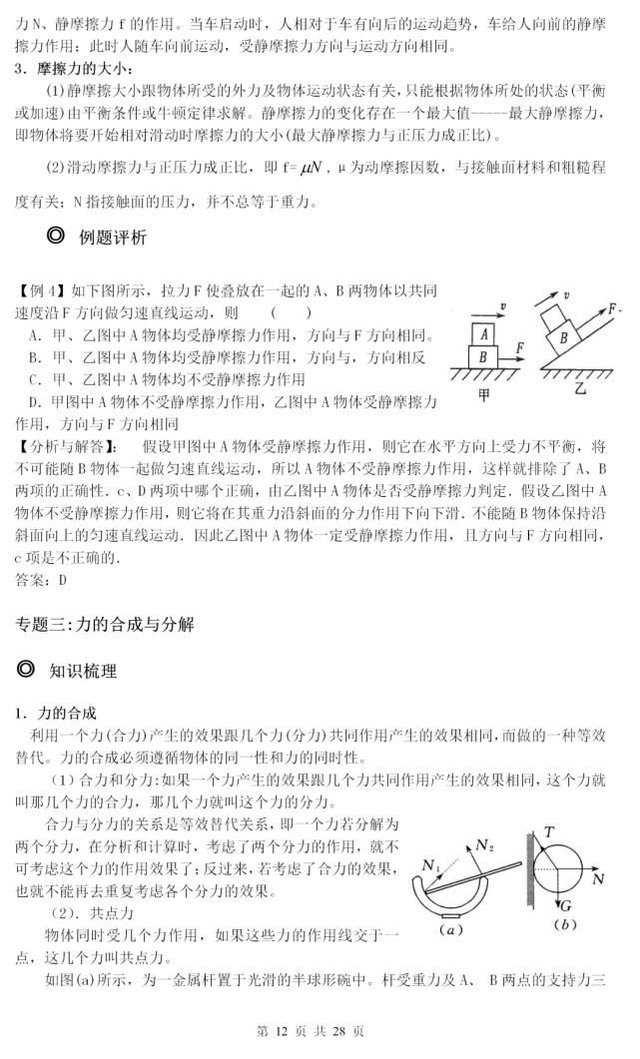 力 N、静摩擦力 f 的作用。当车启动时，人相对于车有向后的运动趋势，车给人向前的静摩
擦力作用；此时人随车向前运动，受静摩擦力方向与运动方向相同。
3．摩擦力的大小：
(1)静摩擦大小跟物体所受的外力及物体运动状态有关,只能根据物体所处的状态(平衡
或加速)由平衡条件或牛顿定律求解。静摩擦力的变化存在一个最大值-----最大静摩擦力，
即物体将要开始相对滑动时摩擦力的大小(最大静摩擦力与正压力成正比)。
(2)滑动摩擦力与正压力成正比，即 f=μN，μ为动摩擦因数，与接触面材料和粗糙程
度有关；N 指接触面的压力，并不总等于重力。
◎ 例题评析
【例 4】如下图所示，拉力 F 使叠放在一起的 A、B 两物体以共同
速度沿 F 方向做匀速直线运动，则 （ ）
A．甲、乙图中 A 物体均受静摩擦力作用，方向与 F 方向相同。
B．甲、乙图中 A 物体均受静摩擦力作用，方向与，方向相反
C．甲、乙图中 A 物体均不受静摩擦力作用
D．甲图中 A 物体不受静摩擦力作用，乙图中 A 物体受静摩擦力
作用，方向与 F 方向相同
v
A
B
F
甲
v
B
F
乙
【分析与解答】： 假设甲图中 A 物体受静摩擦力作用，则它在水平方向上受力不平衡，将
不可能随 B 物体一起做匀速直线运动，所以 A 物体不受静摩擦力作用，这样就排除了 A、B
两项的正确性．c、D 两项中哪个正确，由乙图中 A 物体是否受静摩擦力判定．假设乙图中 A
物体不受静摩擦力作用，则它将在其重力沿斜面的分力作用下向下滑．不能随 B 物体保持沿
斜面向上的匀速直线运动．因此乙图中 A 物体一定受静摩擦力作用，且方向与 F 方向相同，
c 项是不正确的．
答案：D
专题三:力的合成与分解
◎ 知识梳理
1．力的合成
利用一个力(合力)产生的效果跟几个力(分力)共同作用产生的效果相同,而做的一种等效
替代。力的合成必须遵循物体的同一性和力的同时性。
（1）合力和分力:如果一个力产生的效果跟几个力共同作用产生的效果相同，这个力就
叫那几个力的合力，那几个力就叫这个力的分力。
合力与分力的关系是等效替代关系,即一个力若分解为
两个分力，在分析和计算时，考虑了两个分力的作用，就不
可考虑这个力的作用效果了;反过来,若考虑了合力的效果，
也就不能再去重复考虑各个分力的效果。
（2）．共点力
物体同时受几个力作用，如果这些力的作用线交于一
点，这几个力叫共点力。
N₁
N₂
(a)
T
N
G
(b)
如图(a)所示，为一金属杆置于光滑的半球形碗中。杆受重力及 A、 B 两点的支持力三
第 12 页 共 28 页